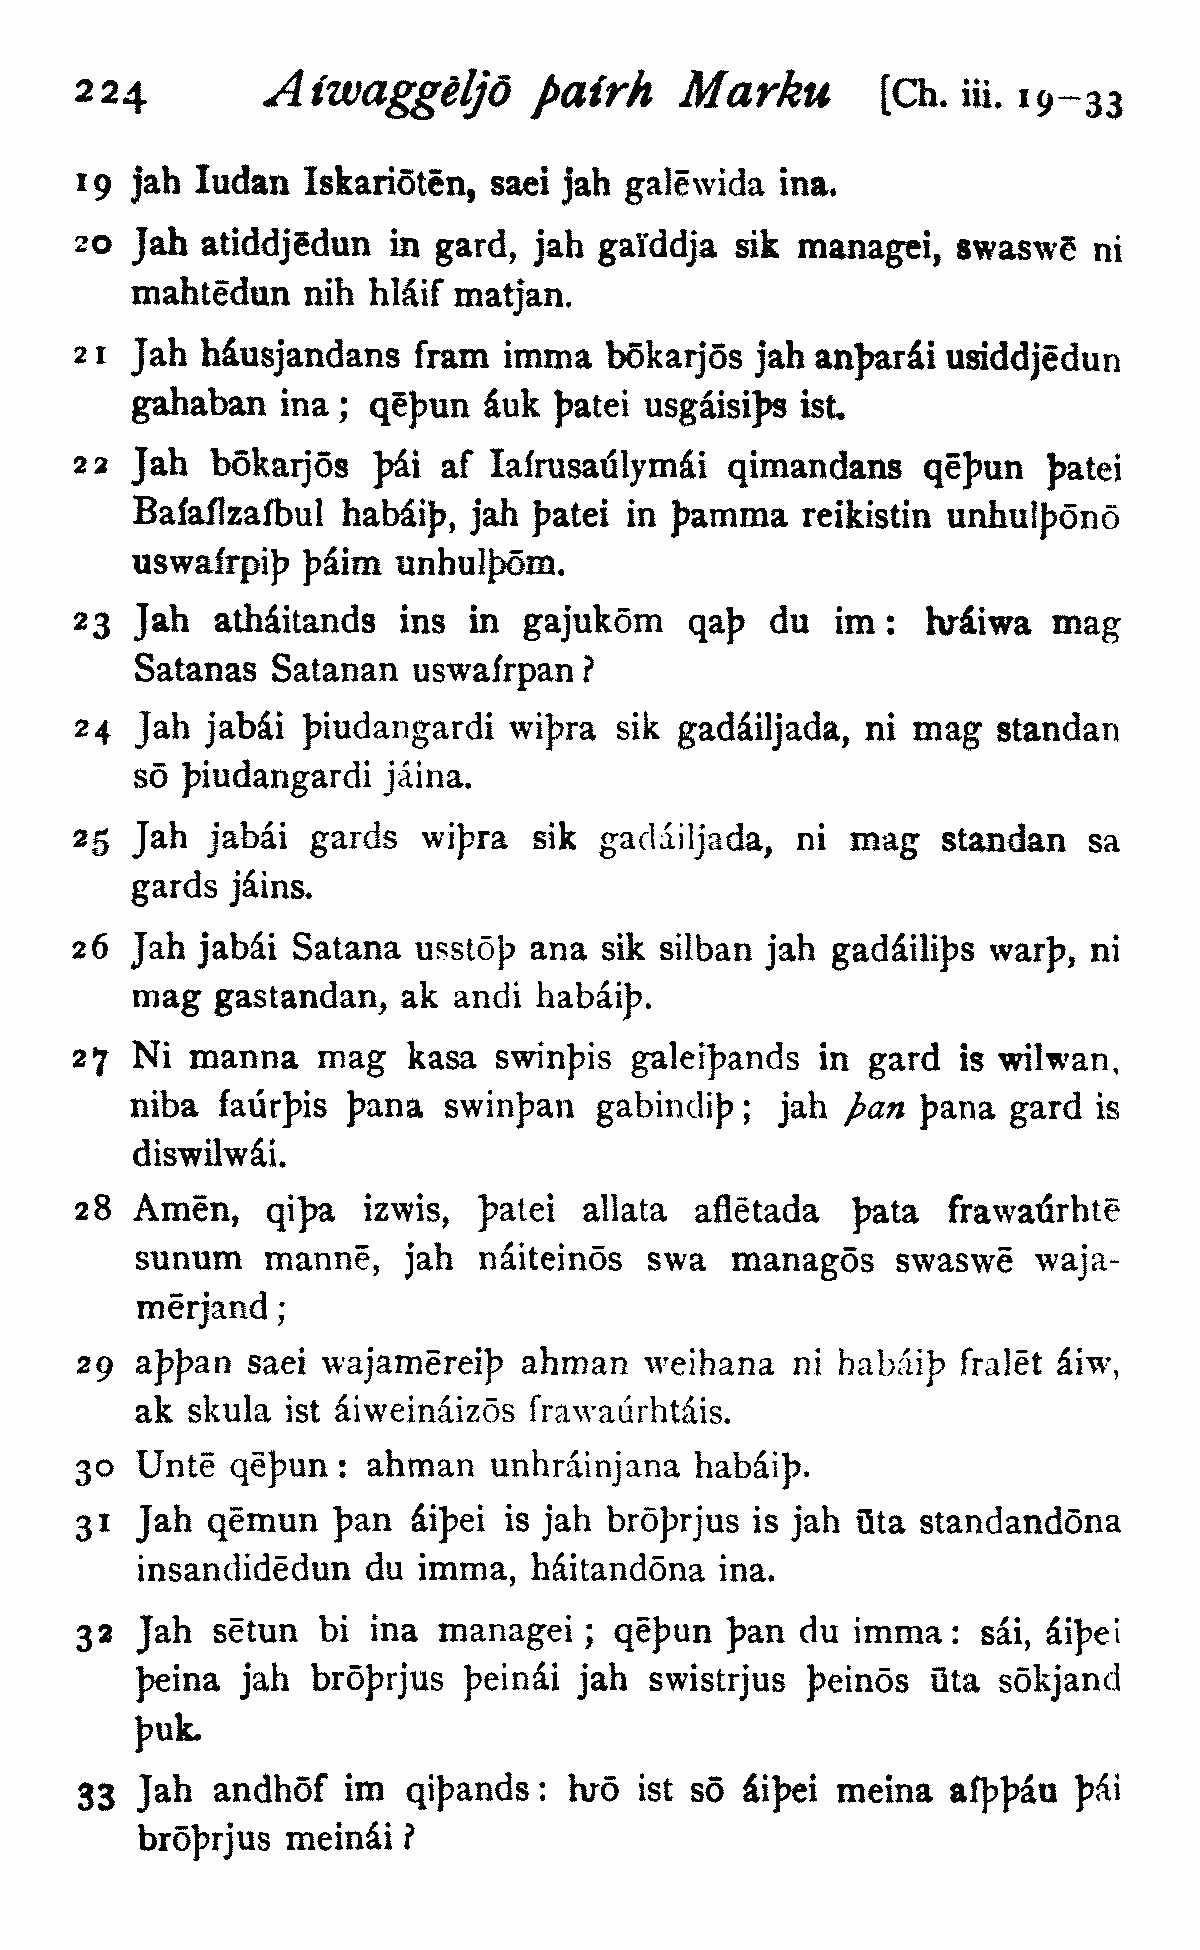 224 Aíwaggēljō þaírh Marku [Ch. iii. 19–33
19 jah Iudan Iskariōtēn, saei jah galēwida ina.
20 Jah atiddjēdun in gard, jah gaïddja sik managei, swaswē ni
mahtēdun nih hláif matjan.
21 Jah háusjandans fram imma bōkarjōs jah anþarái usiddjēdun
gahaban ina; qēþun áuk þatei usgáisiþs ist.
22 Jah bōkarjōs þái af Iaírusaúlymái qimandans qēþun þatei
Baíaílzaíbul habáiþ, jah þatei in þamma reikistin unhulþōnō
uswaírpiþ þáim unhulþōm.
23 Jah atháitands ins in gajukōm qaþ du im: ƕáiwa mag
Satanas Satanan uswaírpan?
24 Jah jabái þiudangardi wiþra sik gadáiljada, ni mag standan
sō þiudangardi jáina.
25 Jah jabái gards wiþra sik gadáiljada, ni mag standan sa
gards jáins.
26 Jah jabái Satana usstōþ ana sik silban jah gadáiliþs warþ, ni
mag gastandan, ak andi habáiþ.
27 Ni manna mag kasa swinþis galeiþands in gard is wilwan,
niba faúrþis þana swinþan gabindiþ; jah þan þana gard is
diswilwái.
28 Amēn, qiþa izwis, þatei allata aflētada þata frawaúrhtē
sunum mannē, jah náiteinōs swa managōs swaswē waja-
mērjand;
29 aþþan saei wajamēreiþ ahman weihana ni habáiþ fralēt áiw,
ak skula ist áiweináizōs frawaúrhtáis.
30 Untē qēþun: ahman unhráinjana habáiþ.
31 Jah qēmun þan áiþei is jah brōþrjus is jah ūta standandōna
insandidēdun du imma, háitandōna ina.
32 Jah sētun bi ina managei; qēþun þan du imma: sái, áiþei
þeina jah brōþrjus þeinái jah swistrjus þeinōs ūta sōkjand
þuk.
33 Jah andhōf im qiþands: ƕō ist sō áiþei meina aíþþáu þái
brōþrjus meinái?